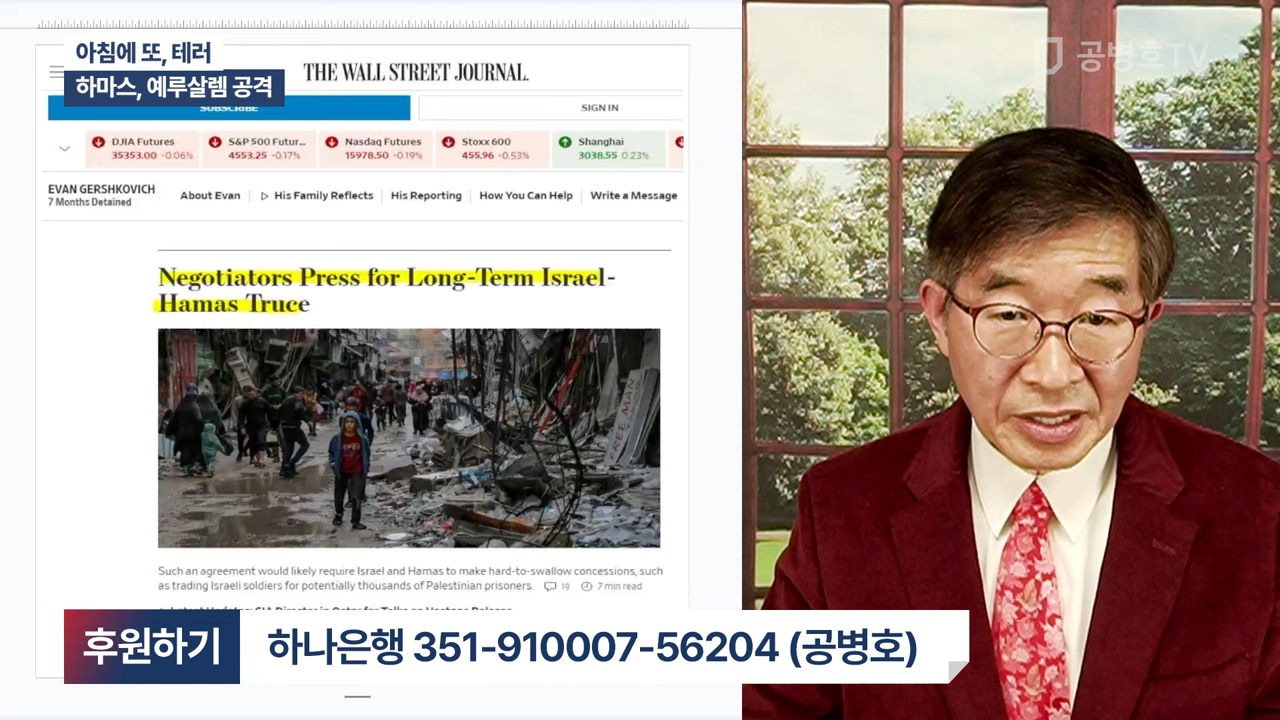 아침에 또, 테러
하마스, 예루살렘 공격
THE WALL STREET JOURNAL.
SUBSCRIBE
SIGN IN
DJIA Futures
35353.00 -0.06%
S&P 500 Futur...
4553.25 -0.17%
Nasdaq Futures
15978.50 -0.19%
Stoxx 600
455.96 -0.53%
Shanghai
3038.55 0.23%
EVAN GERSHKOVICH
7 Months Detained
About Evan
His Family Reflects
His Reporting
How You Can Help
Write a Message
Negotiators Press for Long-Term Israel-
Hamas Truce
Such an agreement would likely require Israel and Hamas to make hard-to-swallow concessions, such
as trading Israeli soldiers for potentially thousands of Palestinian prisoners. 19 7 min read
후원하기
하나은행 351-910007-56204 (공병호)
공병호TV